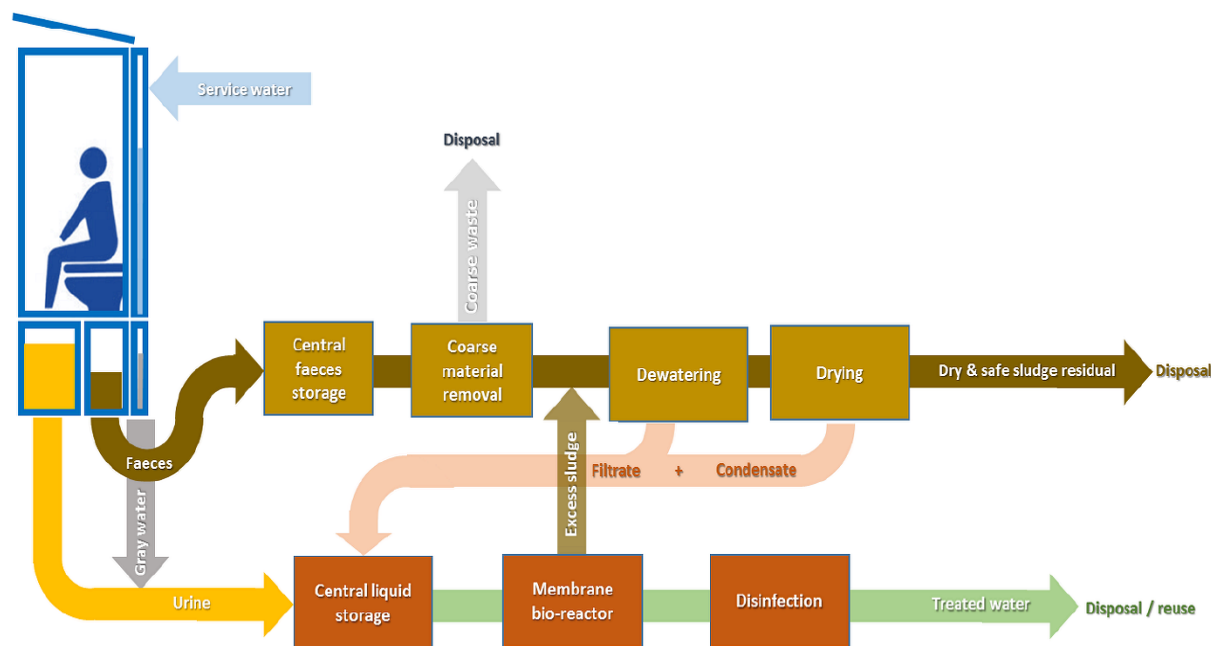 Service water
Disposal
Coarse waste
Central
faeces
storage
Coarse
material
removal
Dewatering
Drying
Dry & safe sludge residual
Disposal
Faeces
Filtrate + Condensate
Excess sludge
Gray water
Urine
Central liquid
storage
Membrane
bio-reactor
Disinfection
Treated water
Disposal / reuse